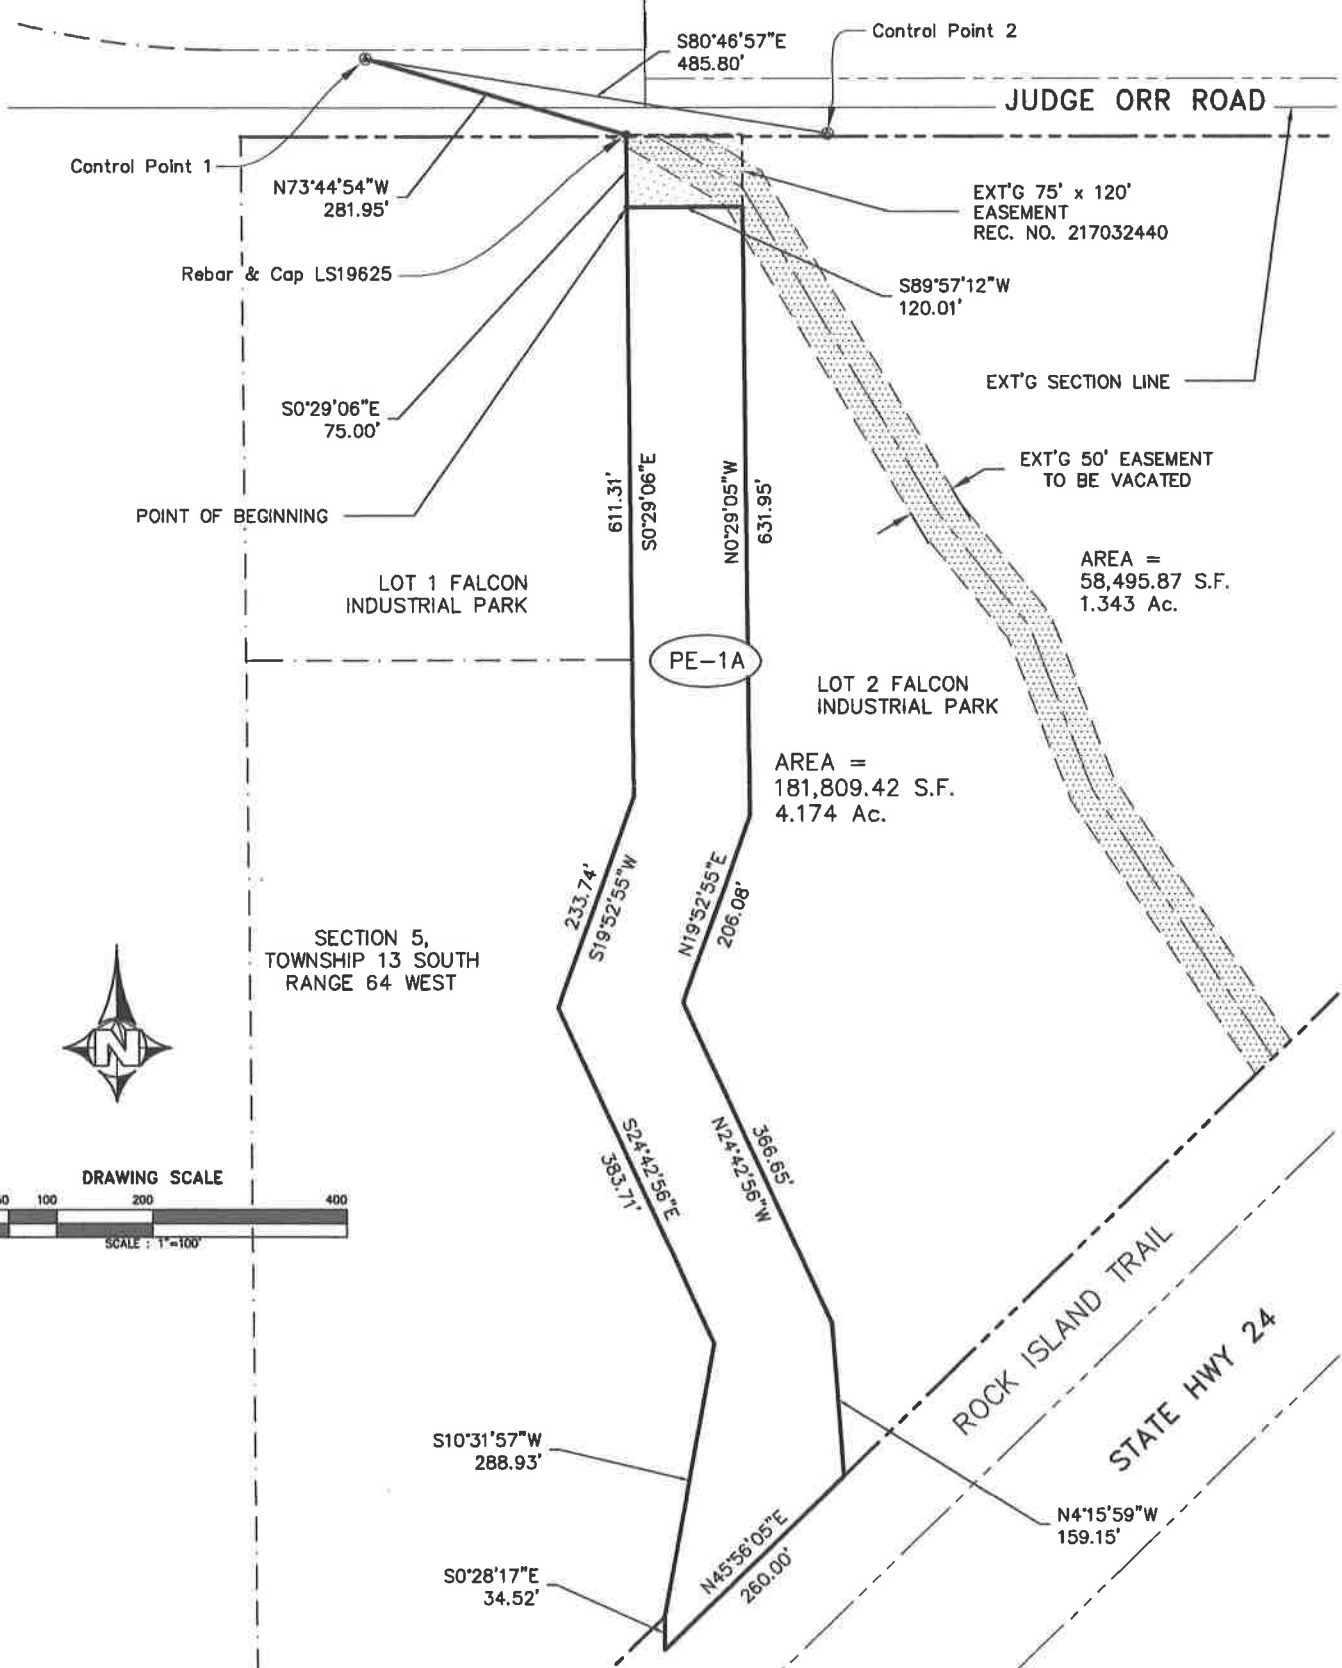 S80°46'57"E
485.80'
Control Point 2
JUDGE ORR ROAD
Control Point 1
N73°44'54"W
281.95'
EXT'G 75' x 120'
EASEMENT
REC. NO. 217032440
Rebar & Cap LS19625
S89°57'12"W
120.01'
EXT'G SECTION LINE
S0°29'06"E
75.00'
EXT'G 50' EASEMENT
TO BE VACATED
611.31'
S0°29'06"E
N0°29'05"W
631.95'
POINT OF BEGINNING
AREA =
58,495.87 S.F.
1.343 Ac.
LOT 1 FALCON
INDUSTRIAL PARK
PE-1A
LOT 2 FALCON
INDUSTRIAL PARK
AREA =
181,809.42 S.F.
4.174 Ac.
233.74'
S19°52'55"W
N19°52'55"E
206.08'
SECTION 5,
TOWNSHIP 13 SOUTH
RANGE 64 WEST
N
S24°42'56"E
383.71'
366.65'
N24°42'56"W
DRAWING SCALE
100 200 400
SCALE : 1"=100'
ROCK ISLAND TRAIL
STATE HWY 24
S10°31'57"W
288.93'
N4°15'59"W
159.15'
N45°56'05"E
260.00'
S0°28'17"E
34.52'